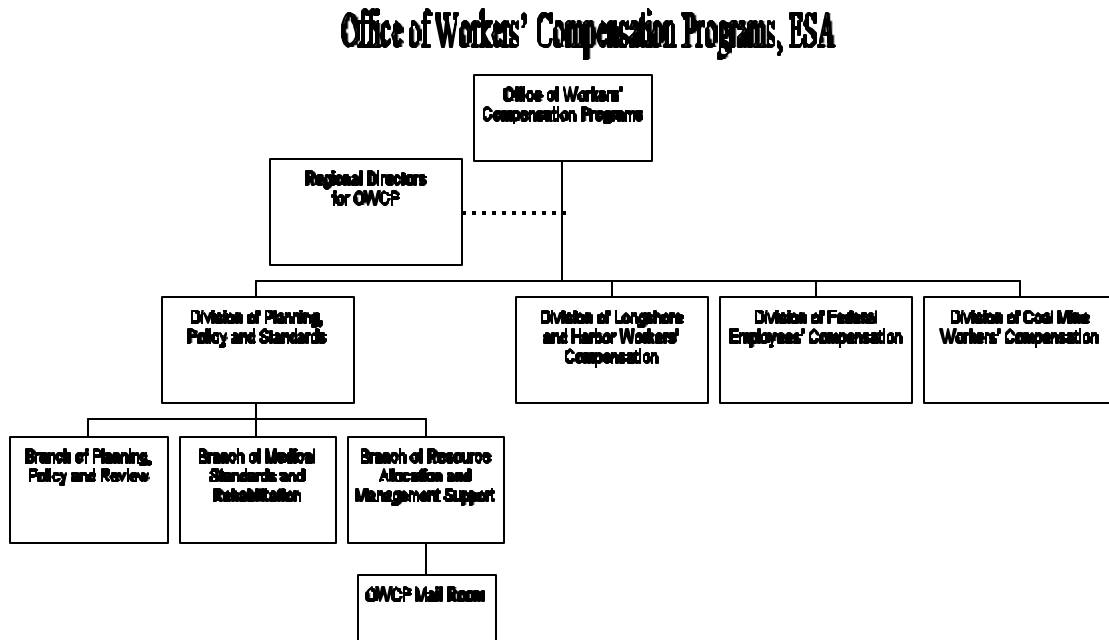 Office of Workers' Compensation Programs, ESA
Office of Workers'
Compensation Programs
Regional Directors
for OWCP
Division of Planning,
Policy and Standards
Division of Longshore
and Harbor Workers'
Compensation
Division of Federal
Employees' Compensation
Division of Coal Mine
Workers' Compensation
Branch of Planning,
Policy and Review
Branch of Medical
Standards and
Rehabilitation
Branch of Resource
Allocation and
Management Support
OWCP Mail Room